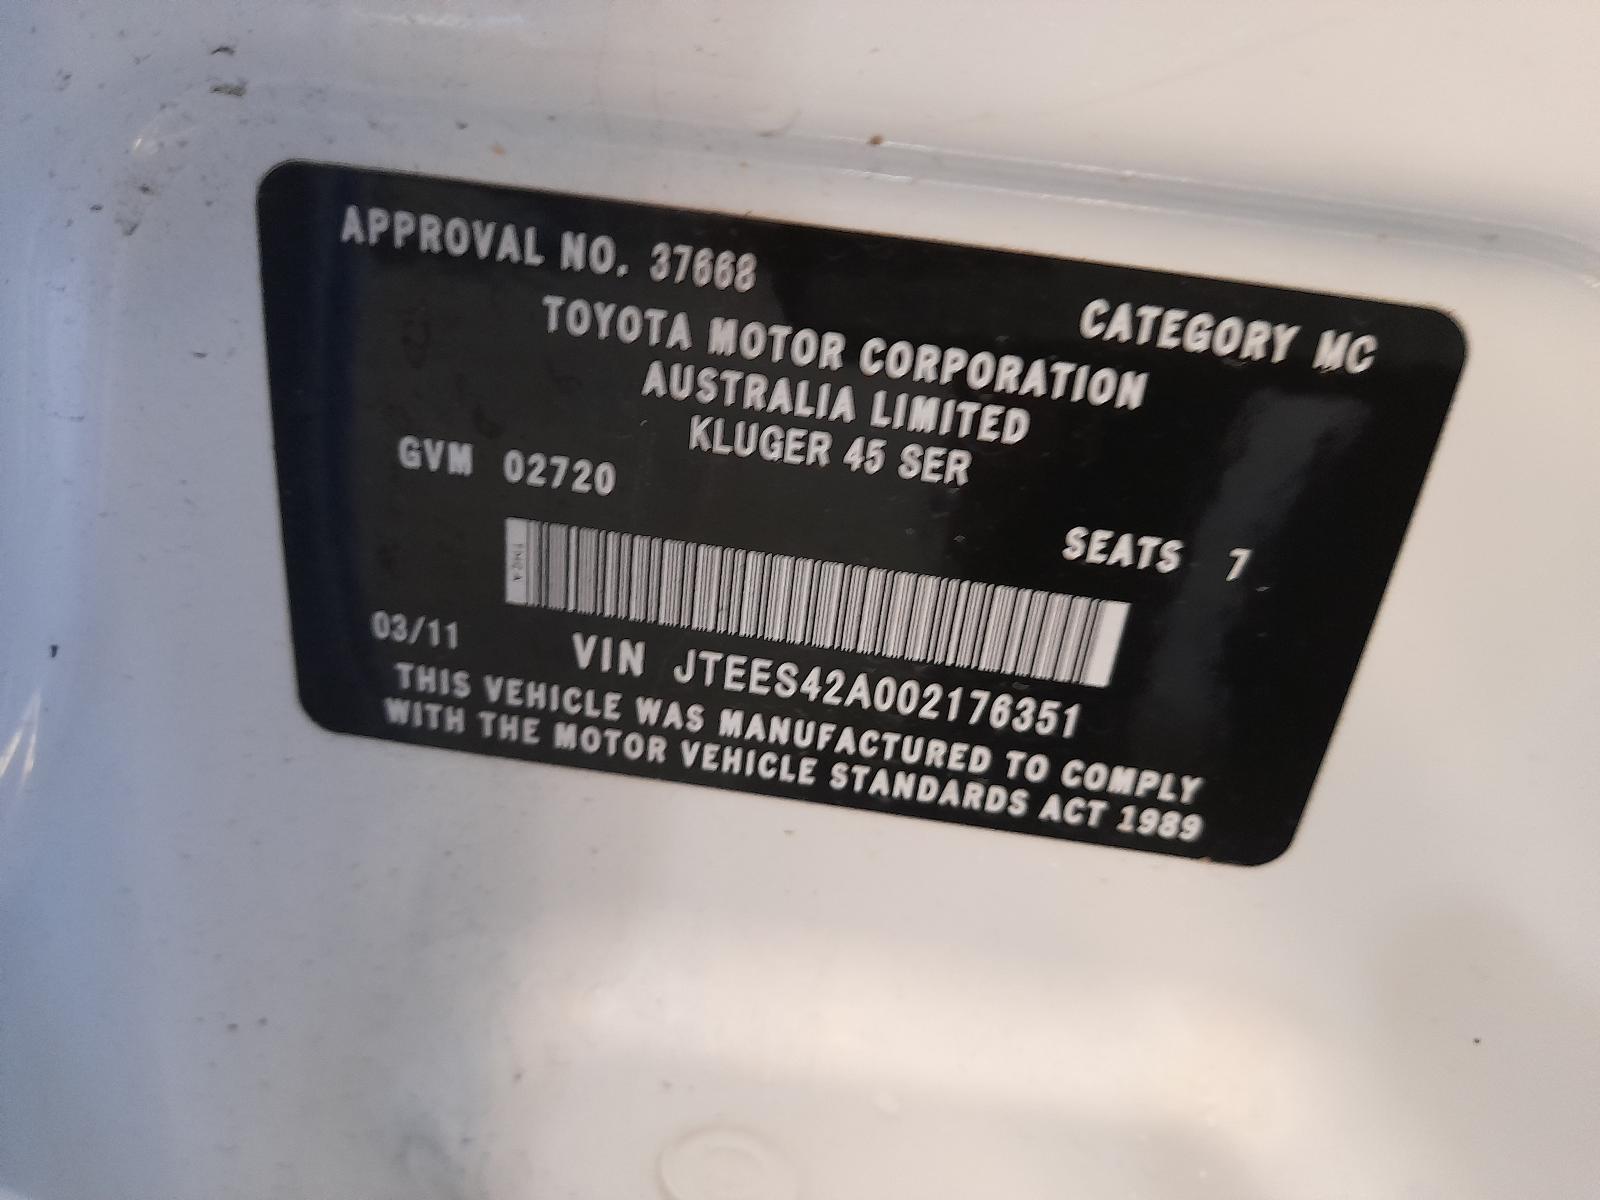 APPROVAL NO. 37668
CATEGORY MC
TOYOTA MOTOR CORPORATION
AUSTRALIA LIMITED
KLUGER 45 SER
GVM 02720
SEATS 7
03/11
VIN JTEES42A002176351
THIS VEHICLE WAS MANUFACTURED TO COMPLY
WITH THE MOTOR VEHICLE STANDARDS ACT 1989